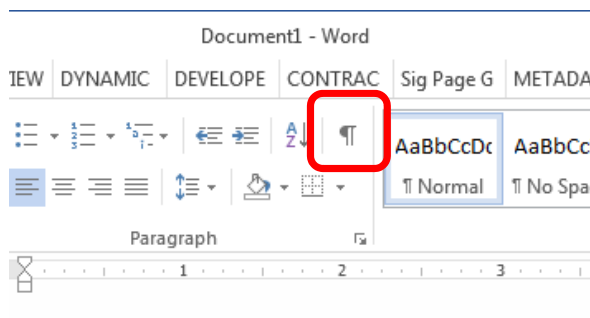 Document1 - Word
IEW DYNAMIC DEVELOPE CONTRAC Sig Page G METADA
AaBbCcDc AaBbCc
¶ Normal ¶ No Spa
Paragraph
1 2 3